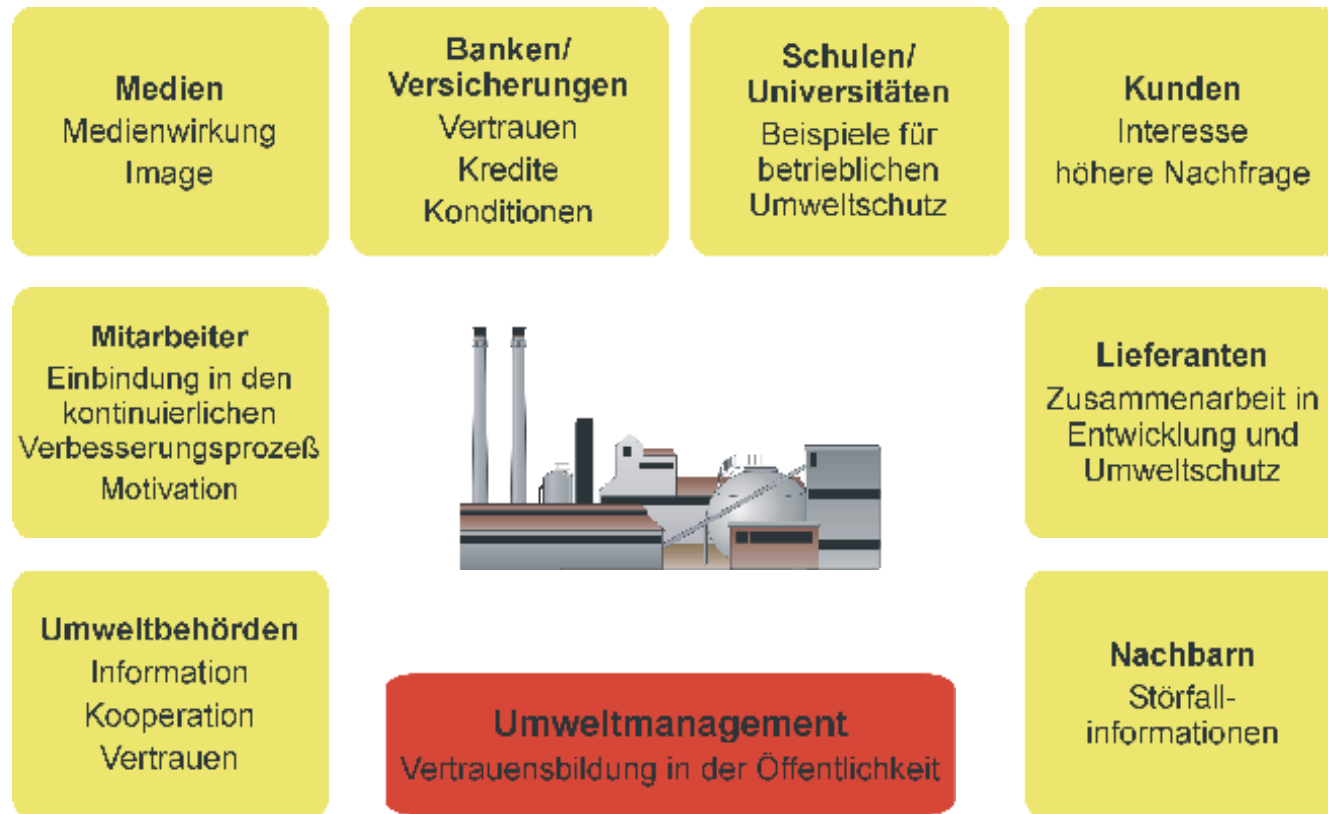 Medien
Medienwirkung
Image
Banken/
Versicherungen
Vertrauen
Kredite
Konditionen
Schulen/
Universitäten
Beispiele für
betrieblichen
Umweltschutz
Kunden
Interesse
höhere Nachfrage
Mitarbeiter
Einbindung in den
kontinuierlichen
Verbesserungsprozeß
Motivation
Lieferanten
Zusammenarbeit in
Entwicklung und
Umweltschutz
Umweltbehörden
Information
Kooperation
Vertrauen
Umweltmanagement
Vertrauensbildung in der Öffentlichkeit
Nachbarn
Störfall-
informationen